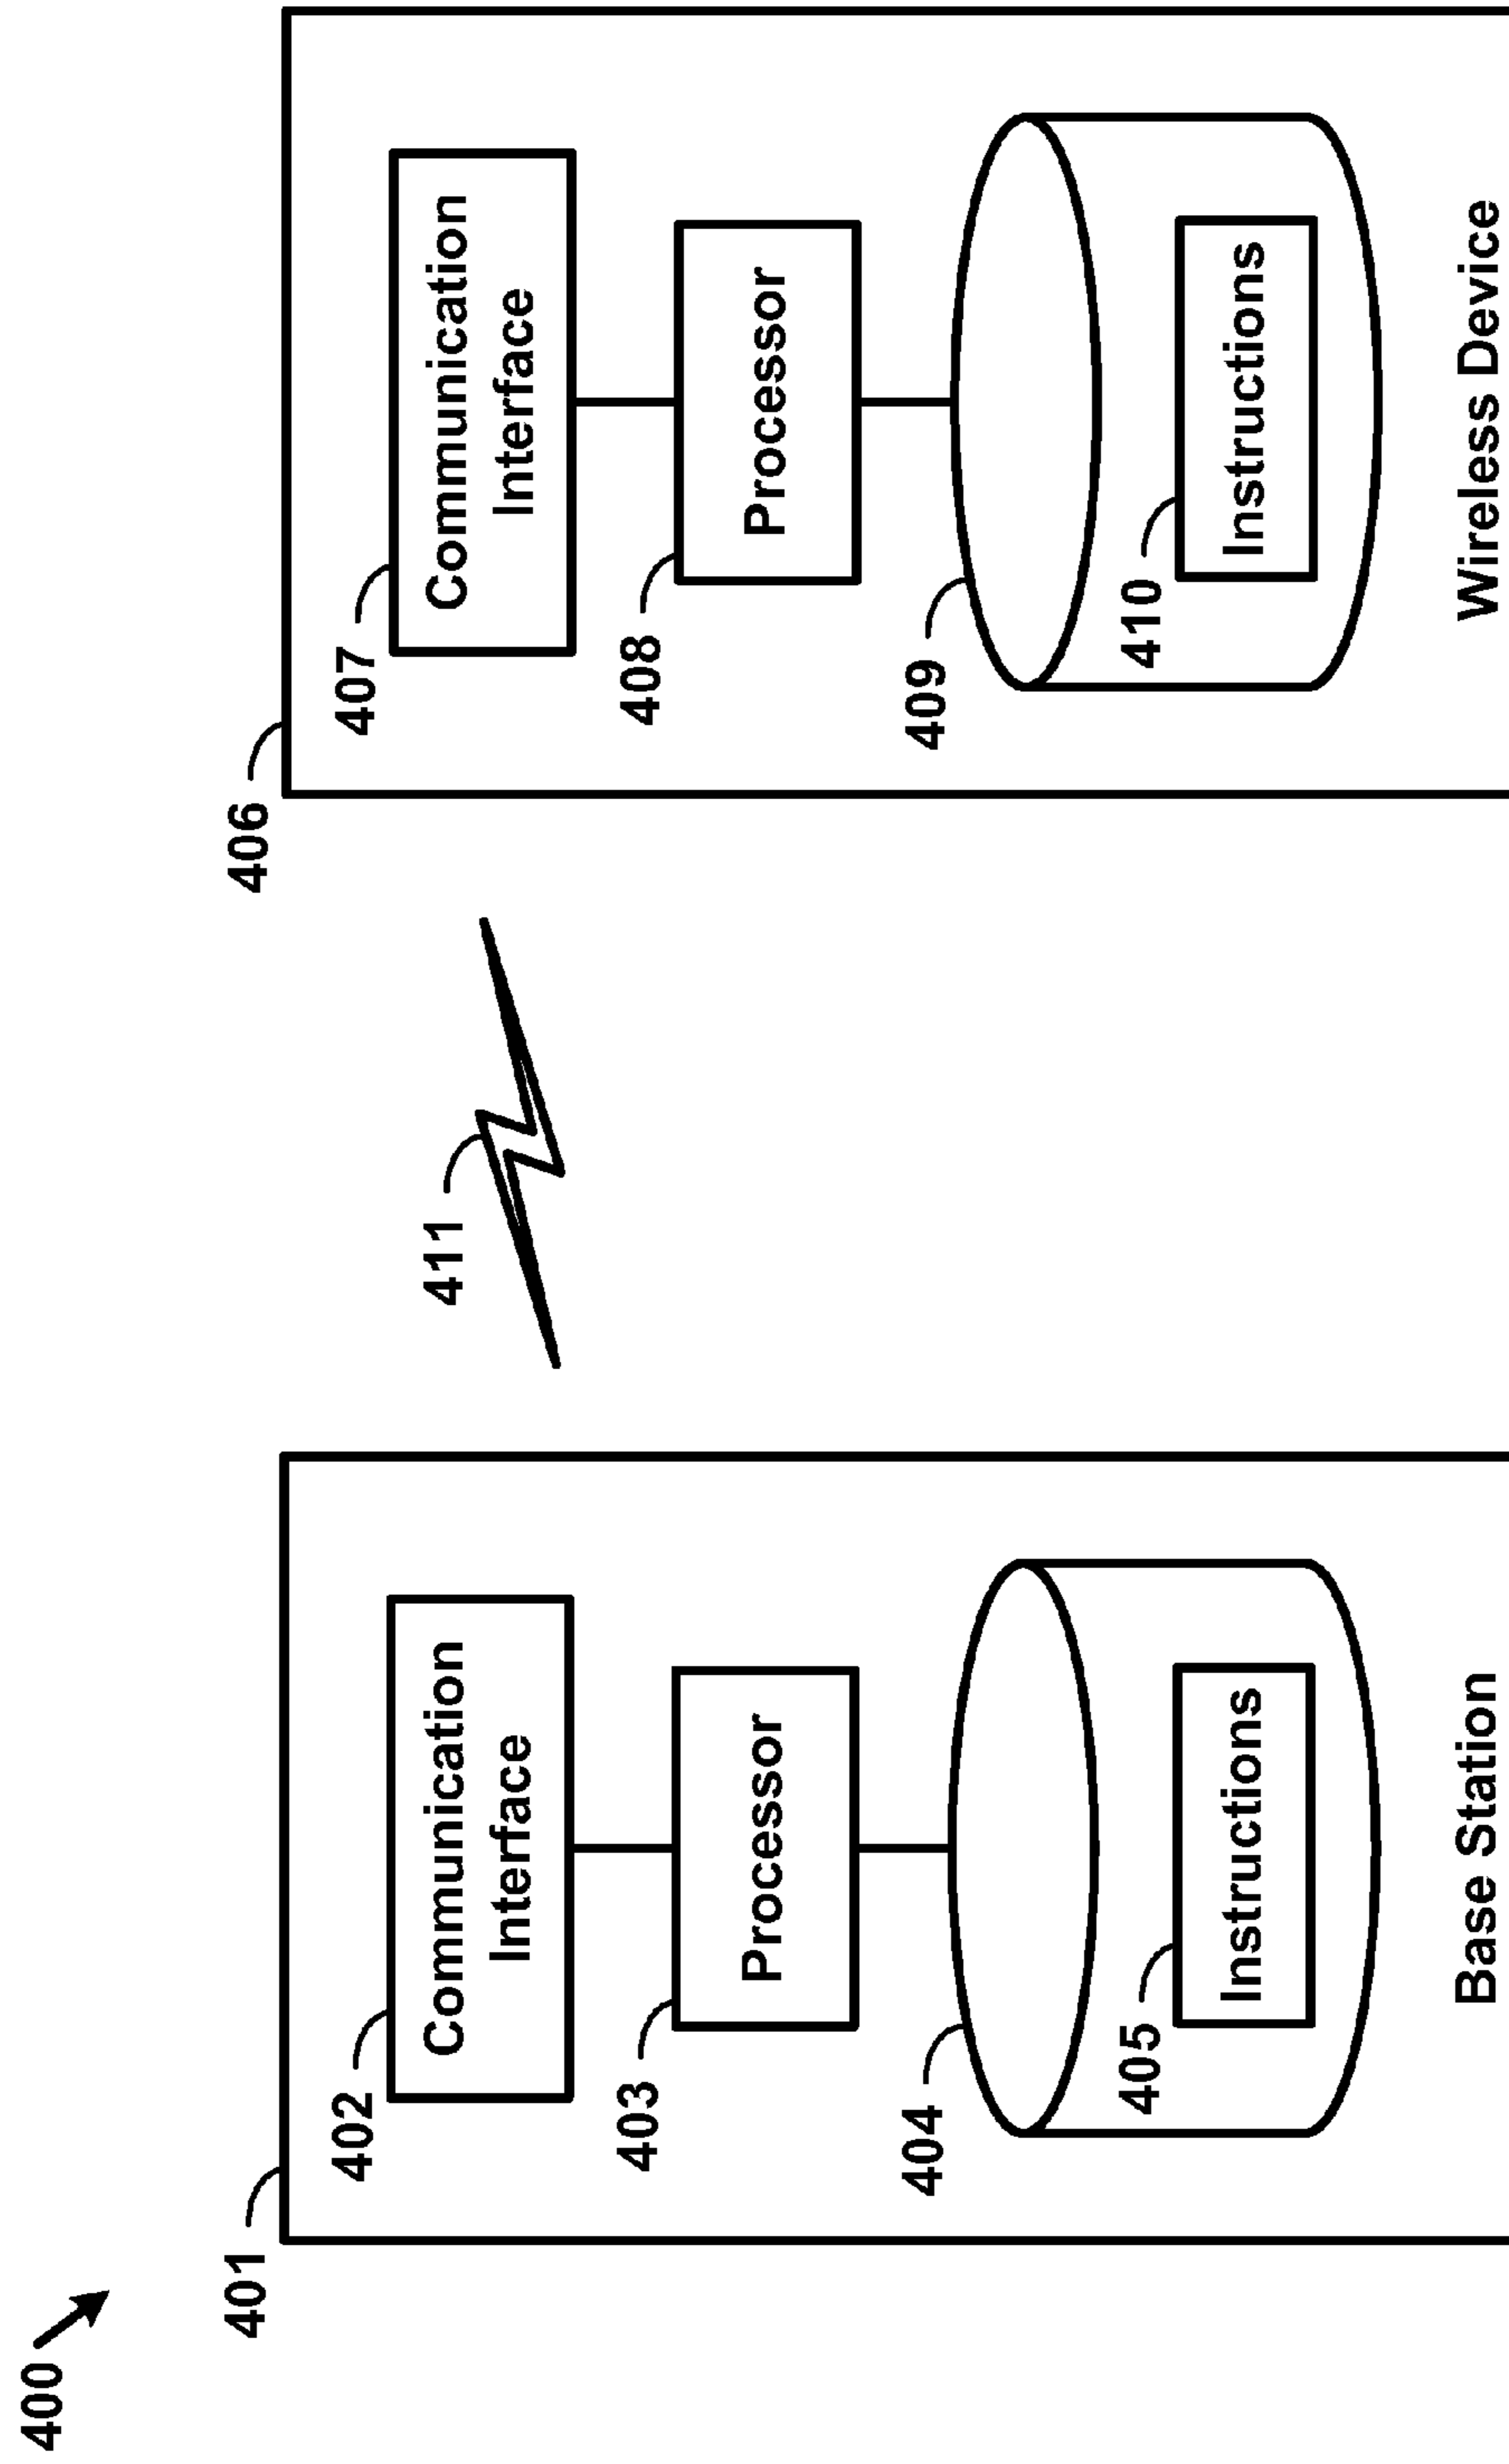 400
401
402
Communication
Interface
403
Processor
404
405
Instructions
Base Station
411
406
407
Communication
Interface
408
Processor
409
410
Instructions
Wireless Device